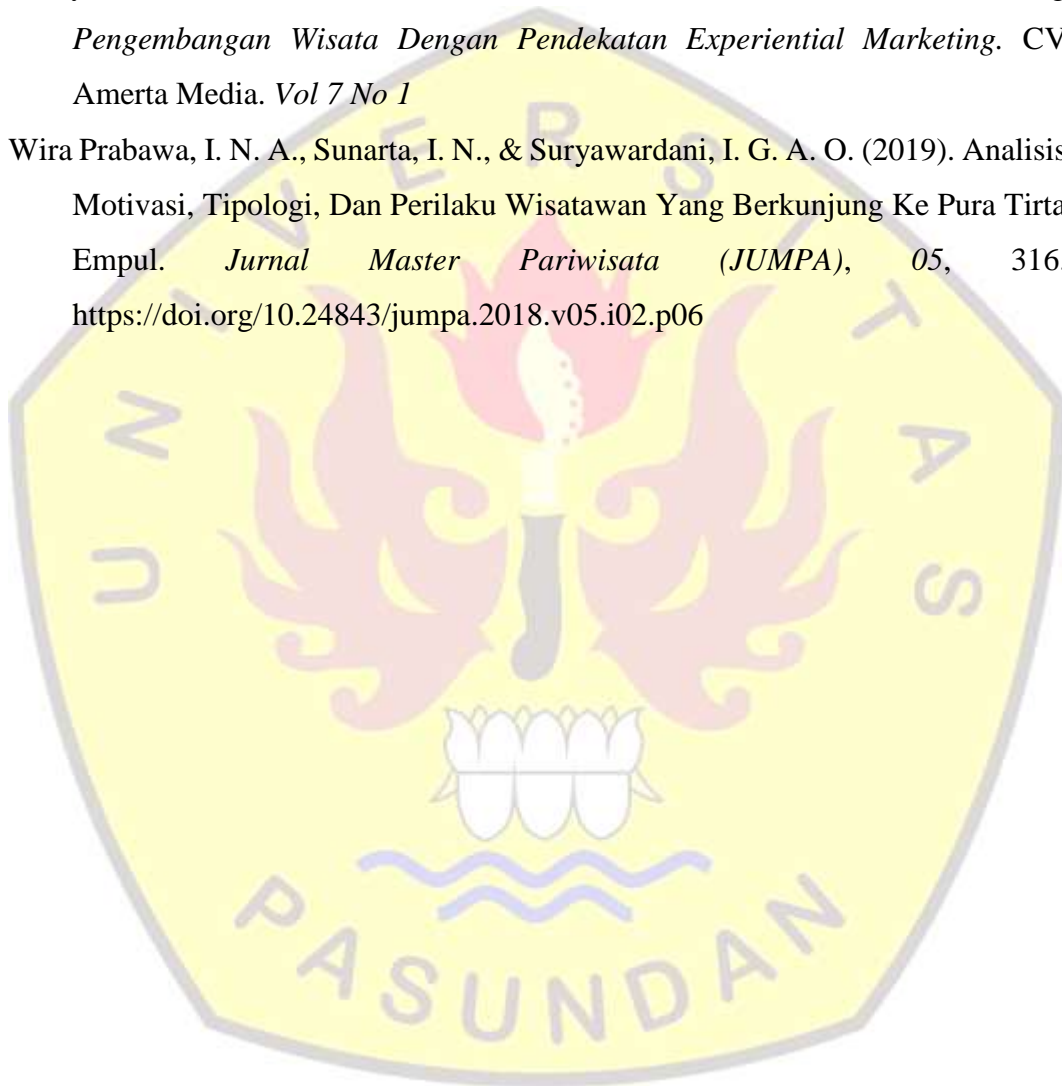 Pengembangan Wisata Dengan Pendekatan Experiential Marketing. CV
Amerta Media. Vol 7 No 1
Wira Prabawa, I. N. A., Sunarta, I. N., & Suryawardani, I. G. A. O. (2019). Analisis
Motivasi, Tipologi, Dan Perilaku Wisatawan Yang Berkunjung Ke Pura Tirta
Empul. Jurnal Master Pariwisata (JUMPA), 05, 316.
https://doi.org/10.24843/jumpa.2018.v05.i02.p06
UNIVERSITAS
PASUNDAN